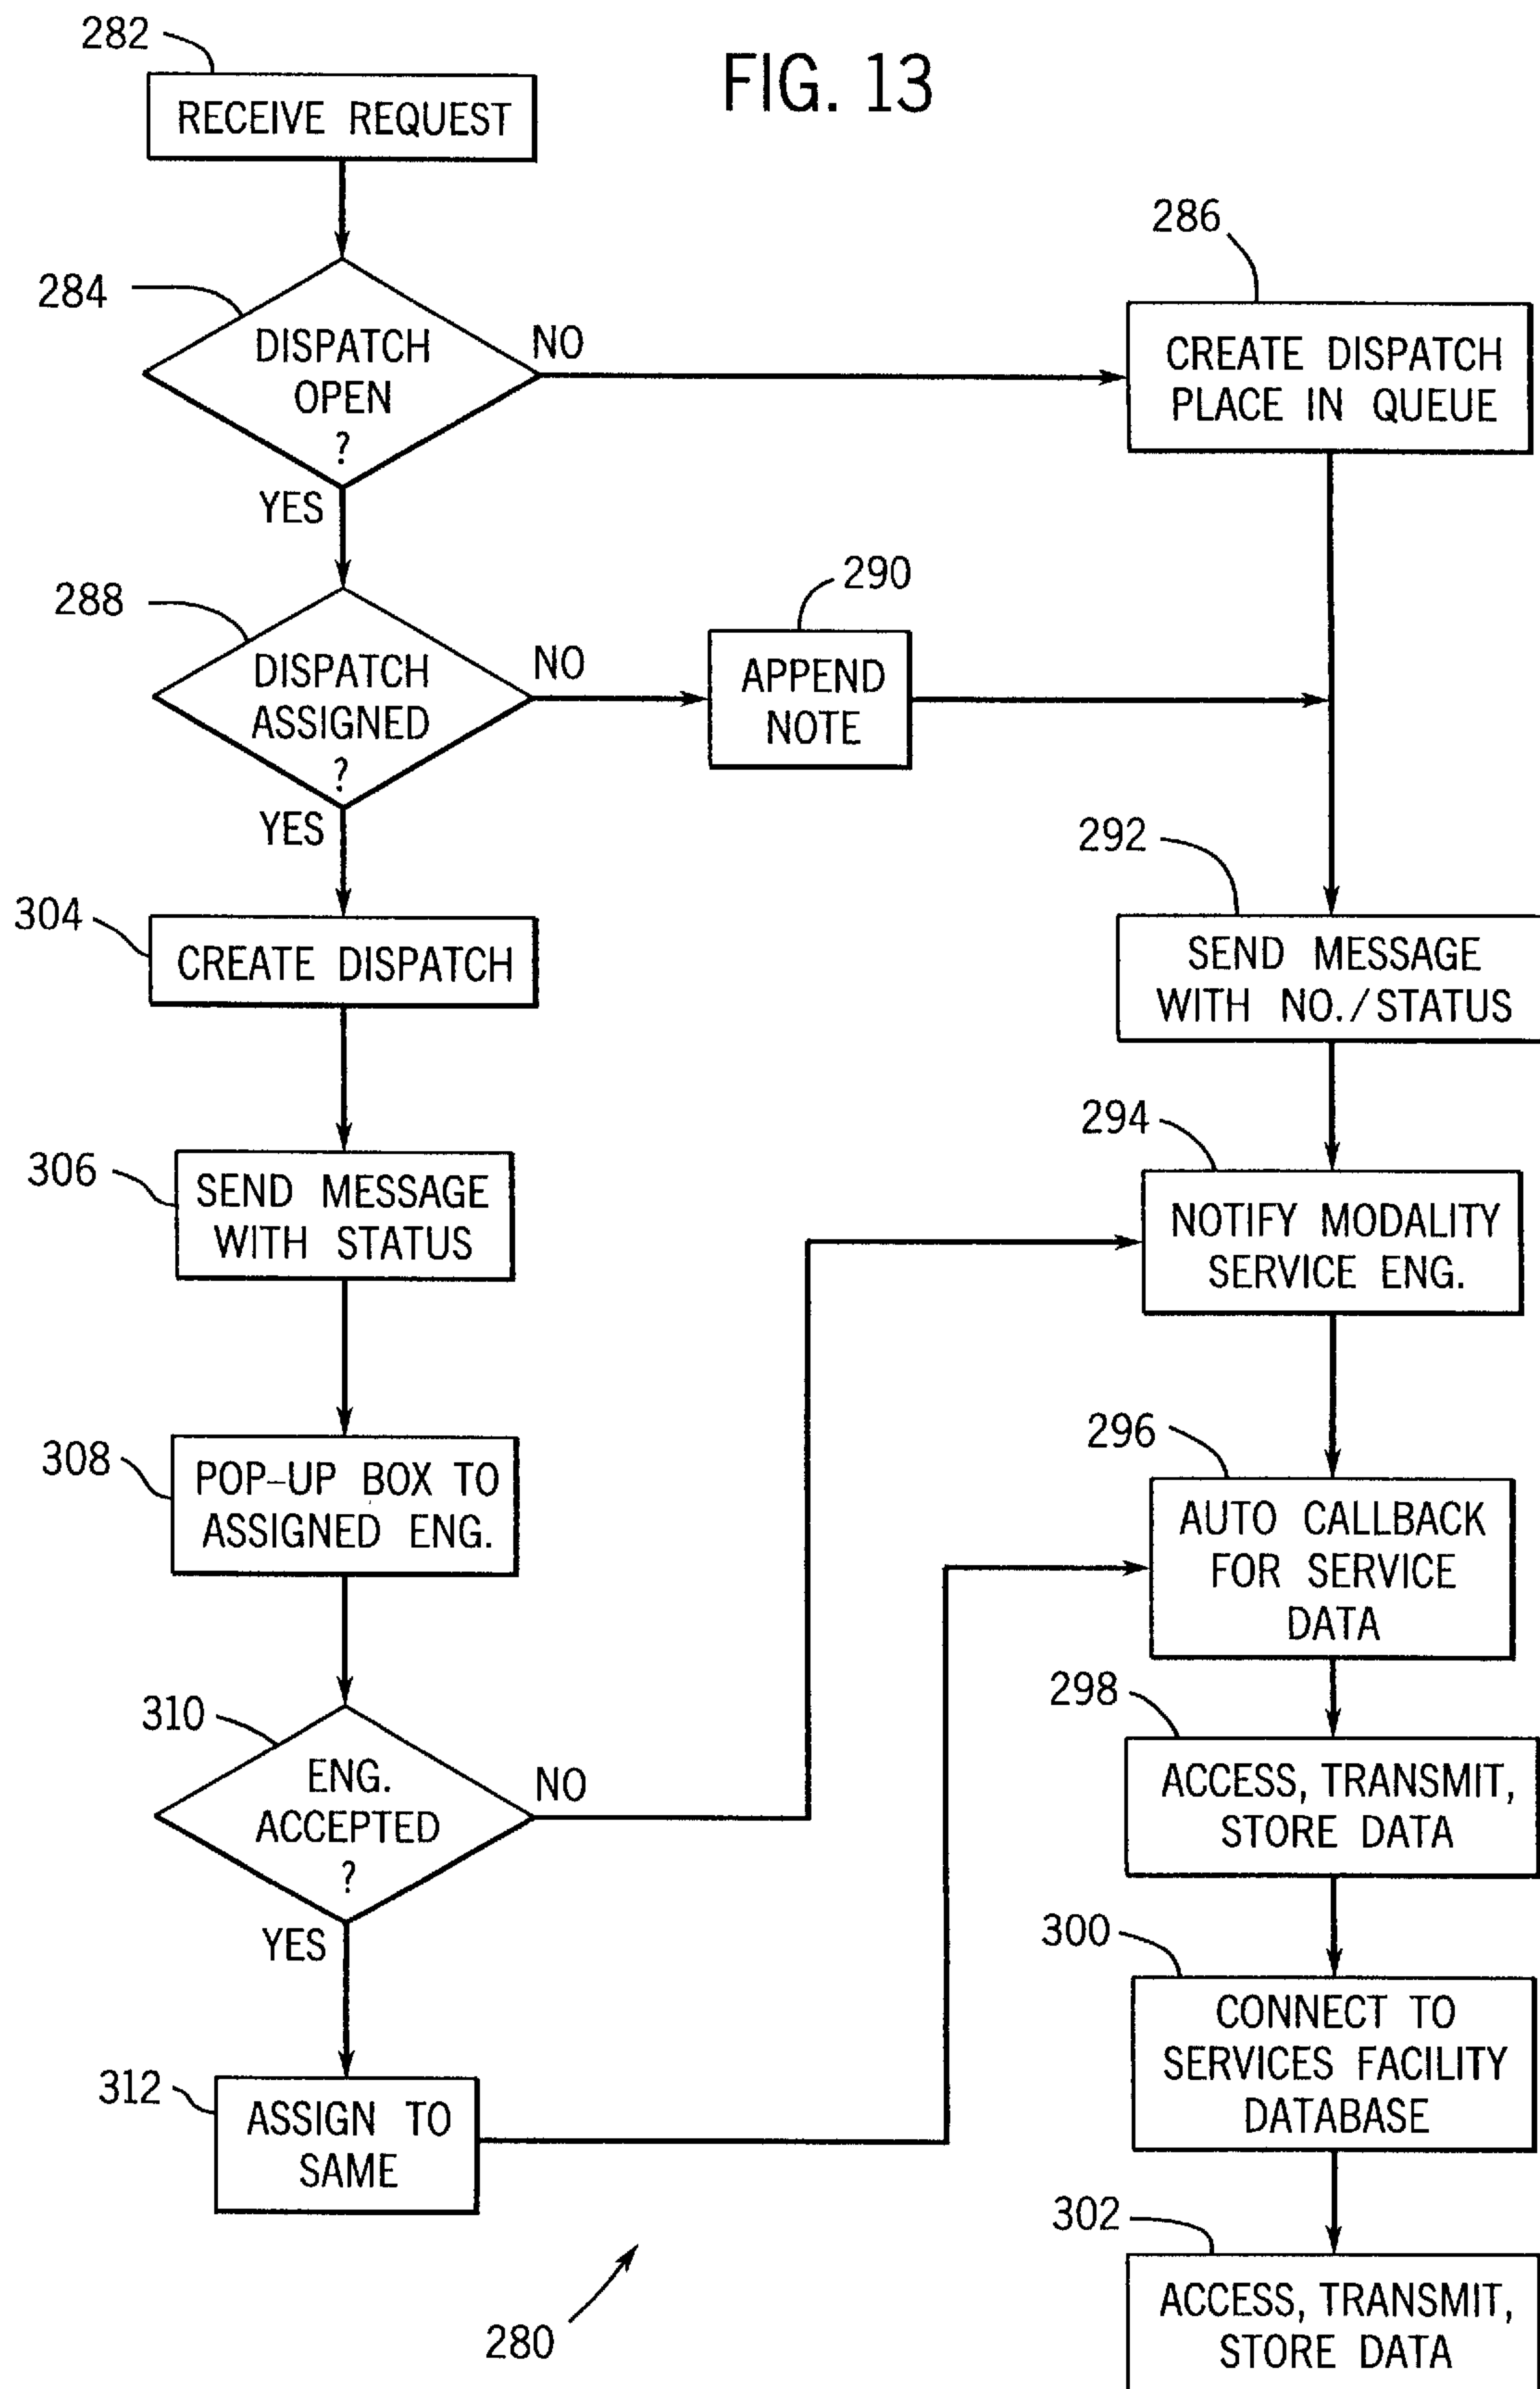 282
FIG. 13
RECEIVE REQUEST
286
284
DISPATCH
OPEN
?
NO
YES
CREATE DISPATCH
PLACE IN QUEUE
288
DISPATCH
ASSIGNED
?
NO
YES
290
APPEND
NOTE
292
SEND MESSAGE
WITH NO./STATUS
304
CREATE DISPATCH
294
NOTIFY MODALITY
SERVICE ENG.
306
SEND MESSAGE
WITH STATUS
296
AUTO CALLBACK
FOR SERVICE
DATA
308
POP-UP BOX TO
ASSIGNED ENG.
298
ACCESS, TRANSMIT,
STORE DATA
310
ENG.
ACCEPTED
?
NO
YES
300
CONNECT TO
SERVICES FACILITY
DATABASE
312
ASSIGN TO
SAME
302
ACCESS, TRANSMIT,
STORE DATA
280